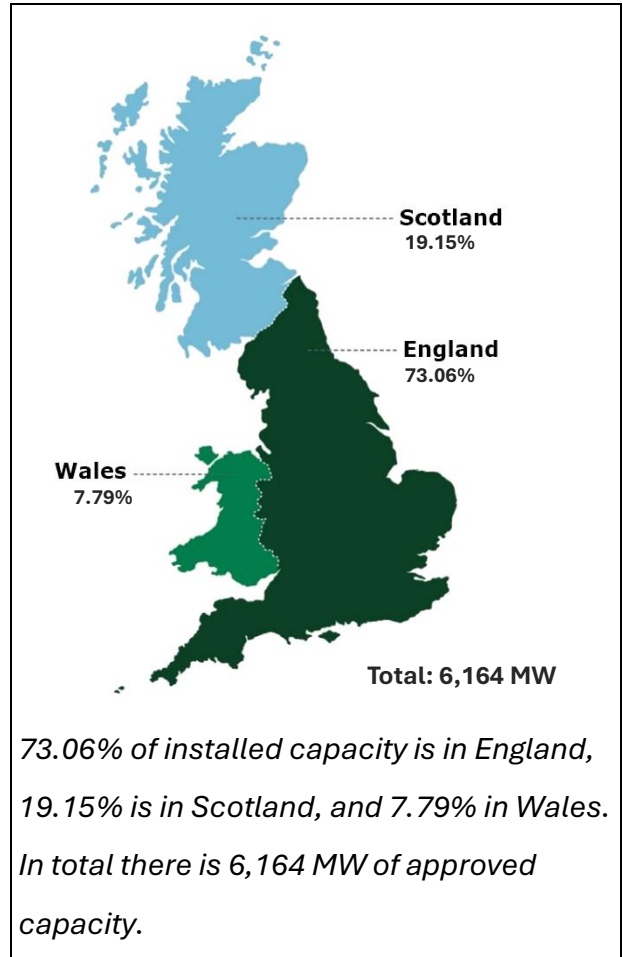 Scotland
19.15%
England
73.06%
Wales
7.79%
Total: 6,164 MW
73.06% of installed capacity is in England,
19.15% is in Scotland, and 7.79% in Wales.
In total there is 6,164 MW of approved
capacity.